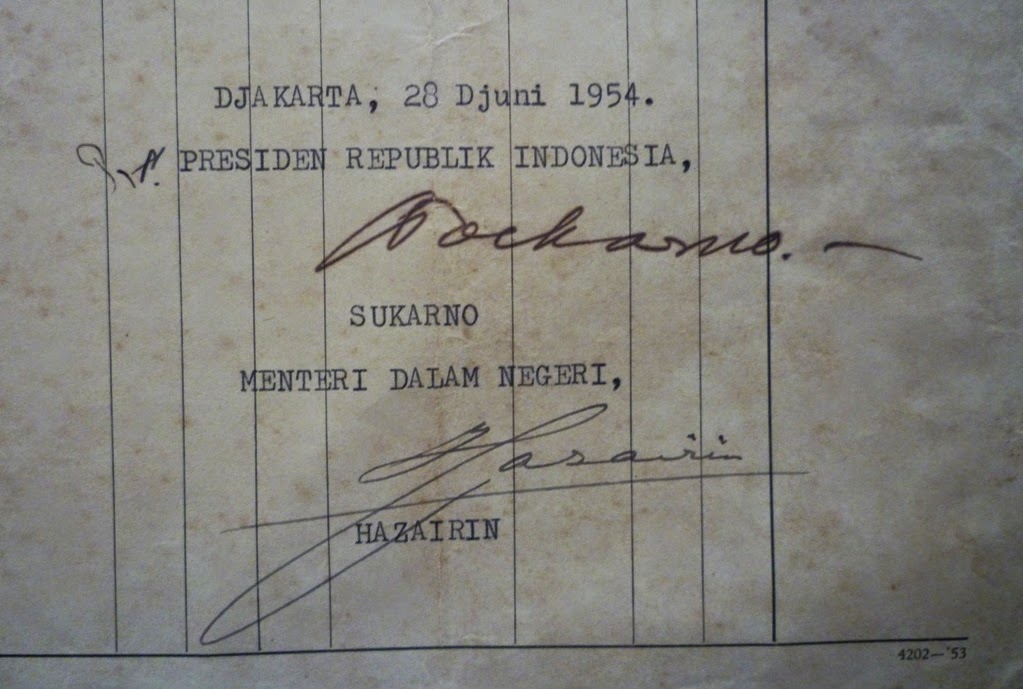 DJAKARTA, 28 Djuni 1954.
PRESIDEN REPUBLIK INDONESIA,
Soekarno. —
SUKARNO
MENTERI DALAM NEGERI,
Hazairin
HAZAIRIN
4202—'53